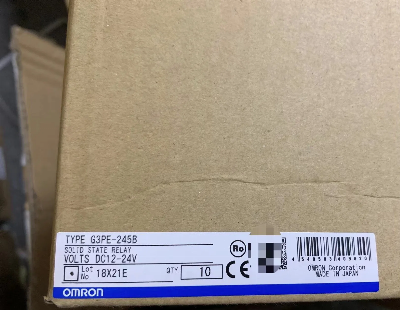 TYPE G3PE-245B
SOLID STATE RELAY
VOLTS DC12-24V
Lot No 18X21E QTY 10
CE
OMRON Corporation
MADE IN JAPAN
OMRON